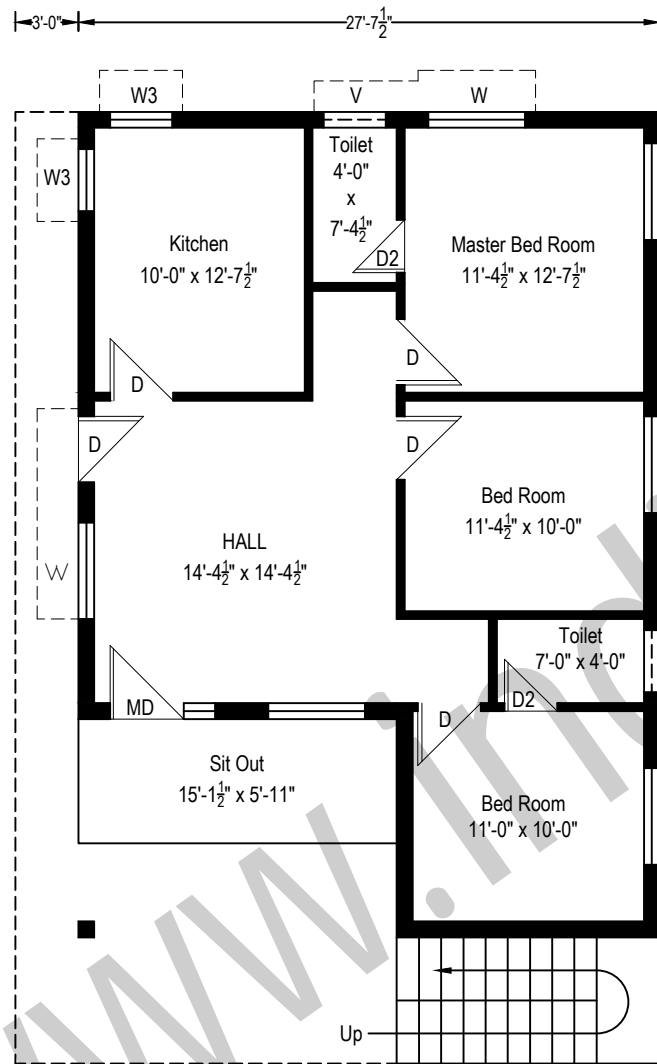 3'-0" 27'-7½"
W3 V W
W3
Toilet
4'-0"
x
7'-4½"
D2
Kitchen
10'-0" x 12'-7½"
Master Bed Room
11'-4½" x 12'-7½"
D
D
D
D
Bed Room
11'-4½" x 10'-0"
HALL
14'-4½" x 14'-4½"
W
Toilet
7'-0" x 4'-0"
D2
MD
D
Sit Out
15'-1½" x 5'-11"
Bed Room
11'-0" x 10'-0"
Up
www.ind